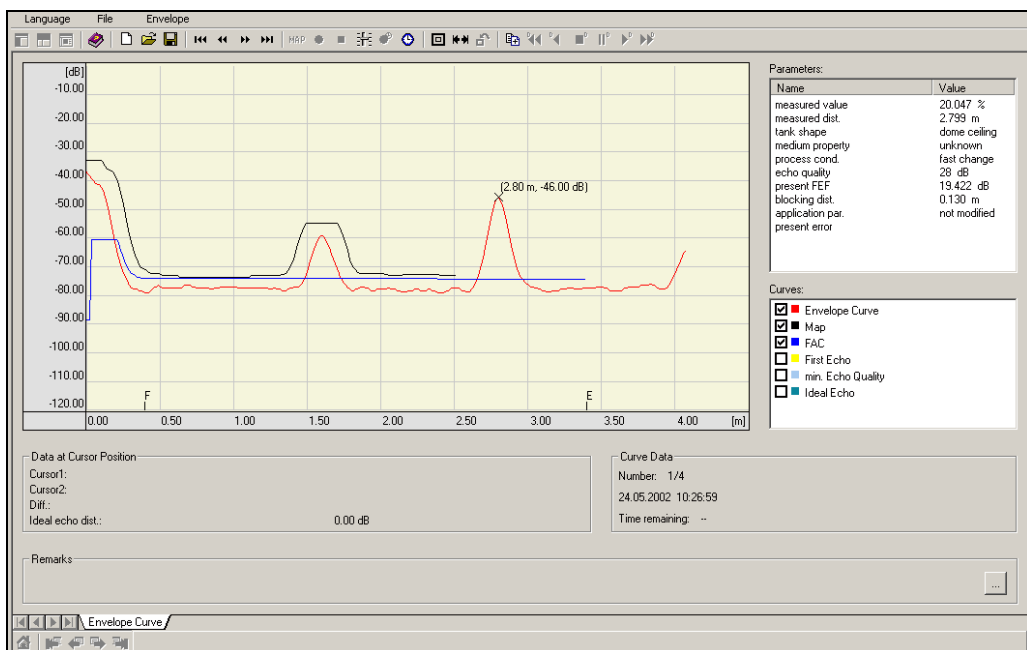 Language File Envelope
MAP
[dB]
-10.00
-20.00
-30.00
-40.00
-50.00
-60.00
-70.00
-80.00
-90.00
-100.00
-110.00
-120.00
(2.80 m, -46.00 dB)
F
E
0.00 0.50 1.00 1.50 2.00 2.50 3.00 3.50 4.00 [m]
Parameters:
Name Value
measured value 20.047 %
measured dist. 2.799 m
tank shape dome ceiling
medium property unknown
process cond. fast change
echo quality 28 dB
present FEF 19.422 dB
blocking dist. 0.130 m
application par. not modified
present error
Curves:
Envelope Curve
Map
FAC
First Echo
min. Echo Quality
Ideal Echo
Data at Cursor Position
Cursor1:
Cursor2:
Diff.:
Ideal echo dist.: 0.00 dB
Curve Data
Number: 1/4
24.05.2002 10:26:59
Time remaining: --
Remarks
...
Envelope Curve